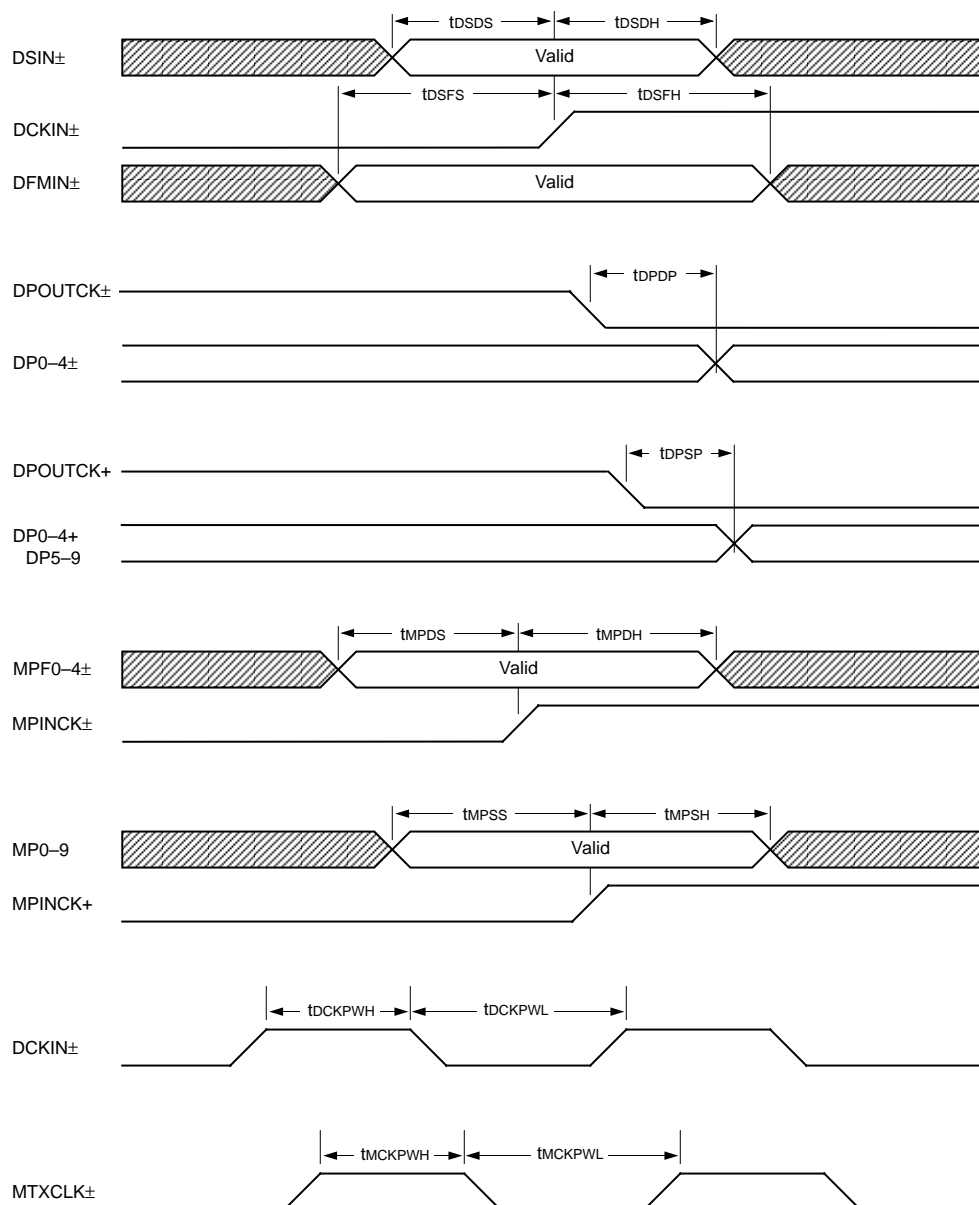 tDSDS tDSDH
DSIN± Valid
tDSFS tDSFH
DCKIN±
DFMIN± Valid
tDPDP
DPOUTCK±
DP0–4±
tDPSP
DPOUTCK+
DP0–4+
DP5–9
tMPDS tMPDH
MPF0–4± Valid
MPINCK±
tMPSS tMPSH
MP0–9 Valid
MPINCK+
tDCKPWH tDCKPWL
DCKIN±
tMCKPWH tMCKPWL
MTXCLK±